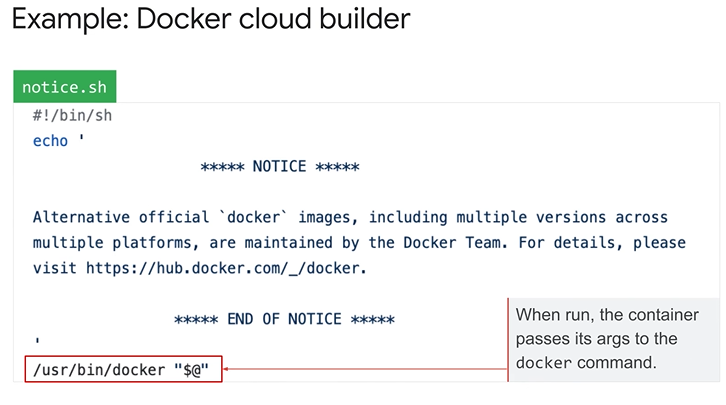 Example: Docker cloud builder
notice.sh
#!/bin/sh
echo '
***** NOTICE *****
Alternative official `docker` images, including multiple versions across
multiple platforms, are maintained by the Docker Team. For details, please
visit https://hub.docker.com/_/docker.
***** END OF NOTICE *****
'
/usr/bin/docker "$@"
When run, the container
passes its args to the
docker command.